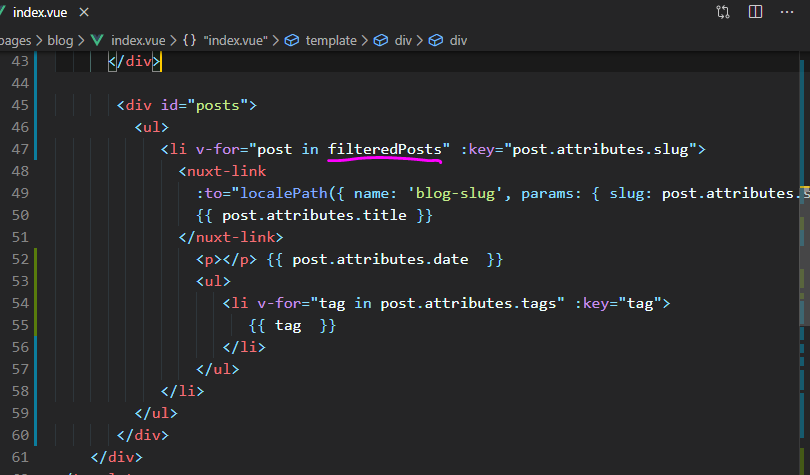 index.vue
pages > blog > index.vue > {} "index.vue" > template > div > div
43 </div>
44
45 <div id="posts">
46 <ul>
47 <li v-for="post in filteredPosts" :key="post.attributes.slug">
48 <nuxt-link
49 :to="localePath({ name: 'blog-slug', params: { slug: post.attributes.s
50 {{ post.attributes.title }}
51 </nuxt-link>
52 <p></p> {{ post.attributes.date  }}
53 <ul>
54 <li v-for="tag in post.attributes.tags" :key="tag">
55 {{ tag  }}
56 </li>
57 </ul>
58 </li>
59 </ul>
60 </div>
61 </div>